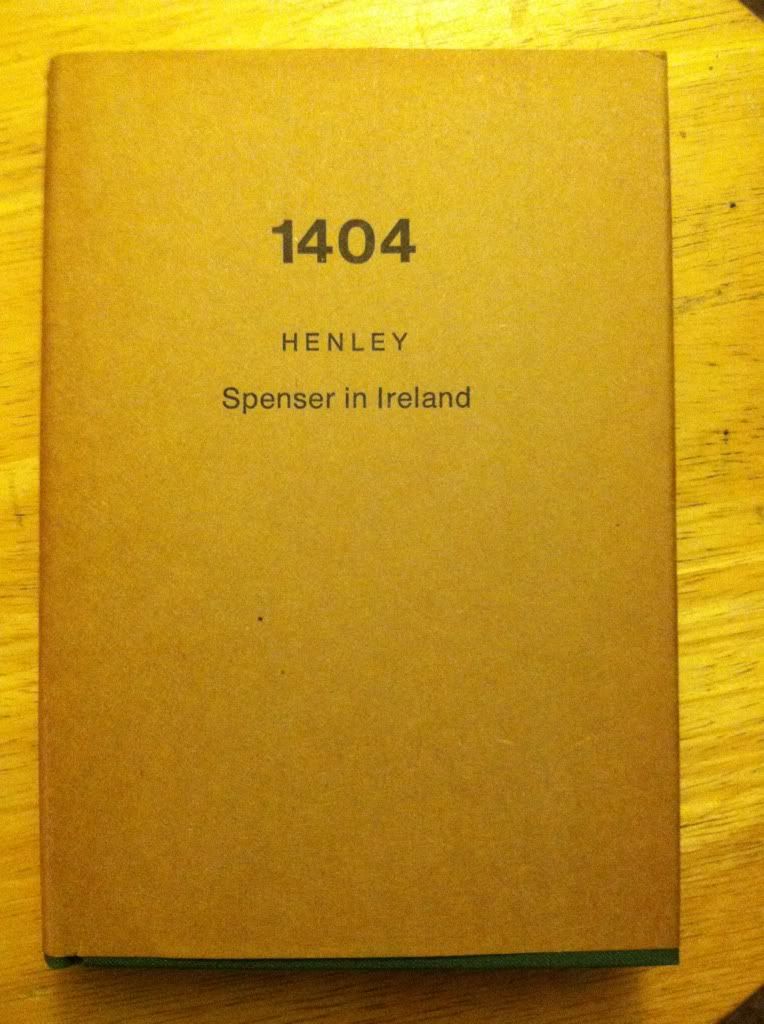 1404
HENLEY
Spenser in Ireland